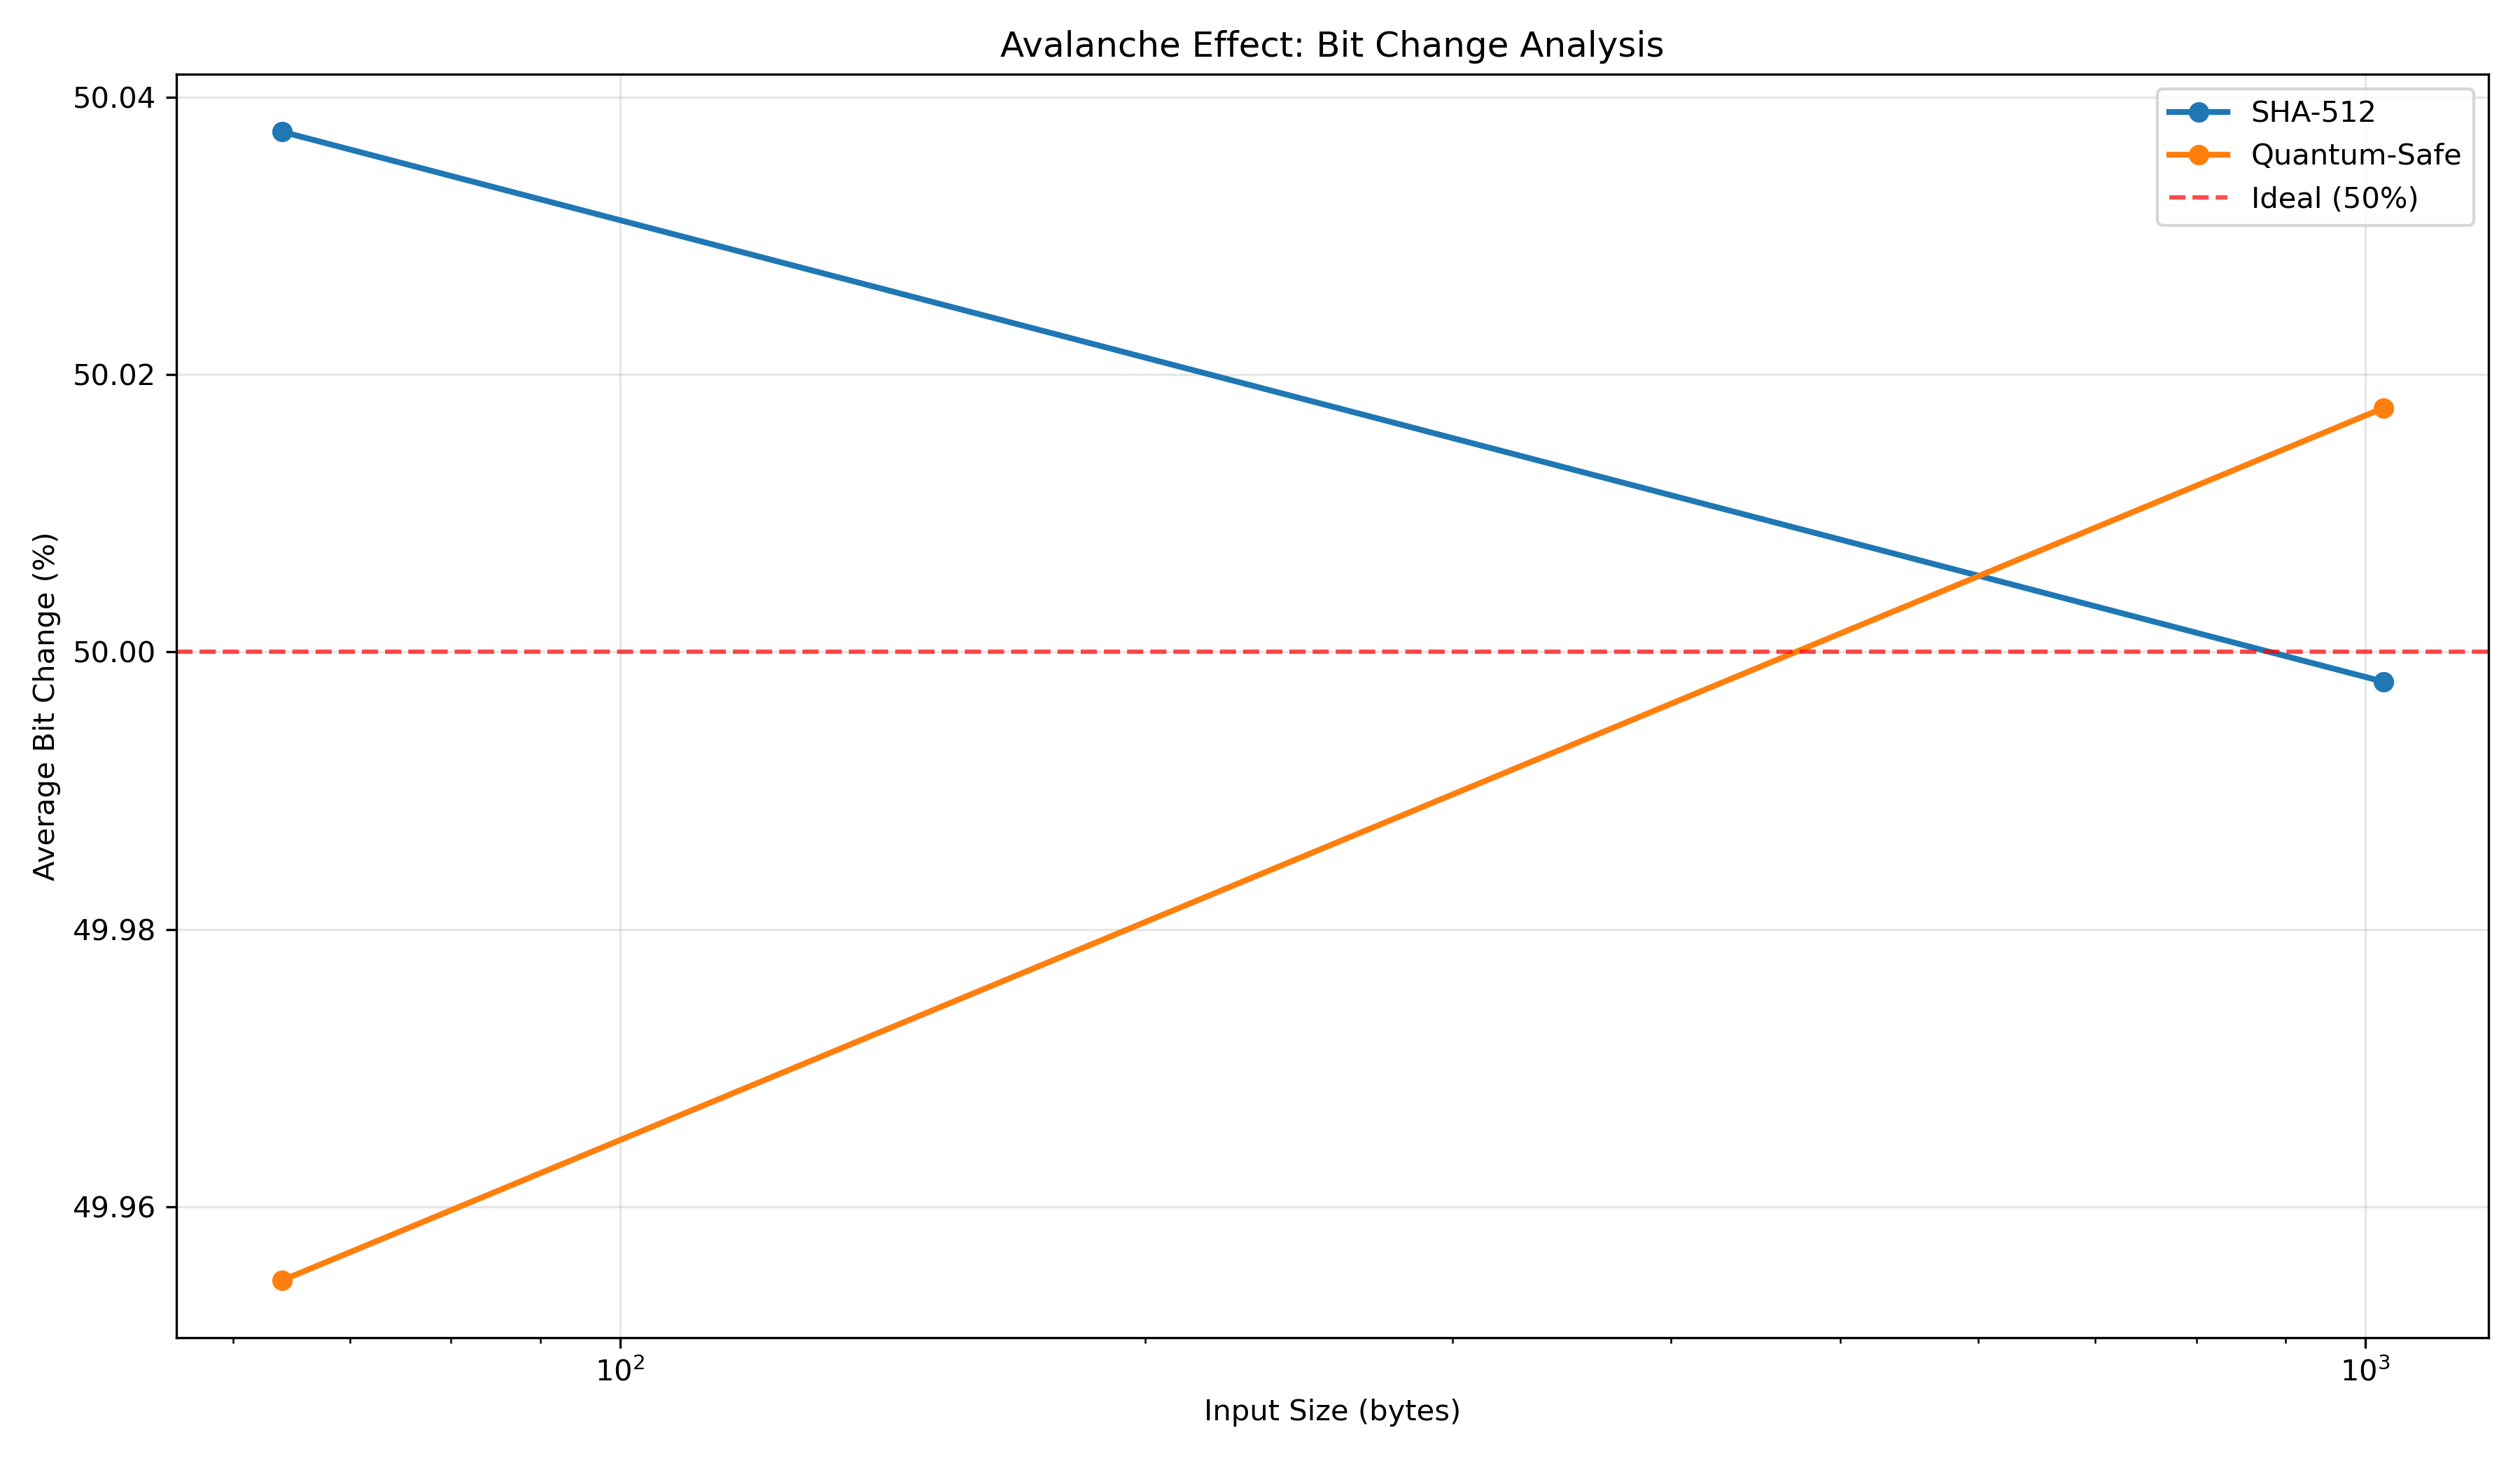 Avalanche Effect: Bit Change Analysis
SHA-512
Quantum-Safe
Ideal (50%)
Average Bit Change (%)
50.04
50.02
50.00
49.98
49.96
10²
10³
Input Size (bytes)